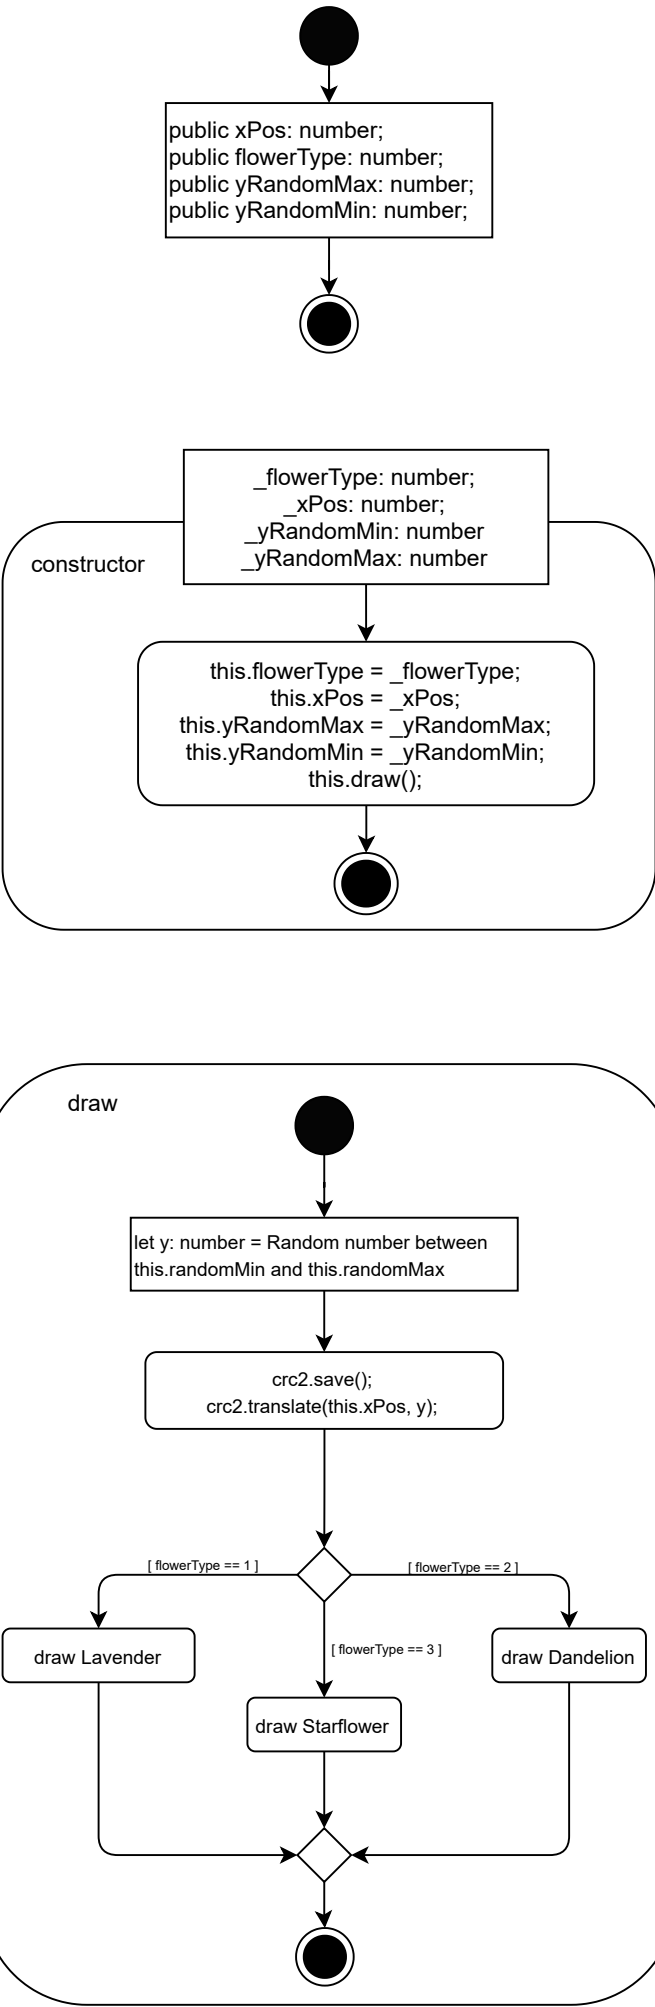 public xPos: number;
public flowerType: number;
public yRandomMax: number;
public yRandomMin: number;
_flowerType: number;
_xPos: number;
_yRandomMin: number
_yRandomMax: number
constructor
this.flowerType = _flowerType;
this.xPos = _xPos;
this.yRandomMax = _yRandomMax;
this.yRandomMin = _yRandomMin;
this.draw();
draw
let y: number = Random number between
this.randomMin and this.randomMax
crc2.save();
crc2.translate(this.xPos, y);
[ flowerType == 1 ]
[ flowerType == 2 ]
[ flowerType == 3 ]
draw Lavender
draw Dandelion
draw Starflower